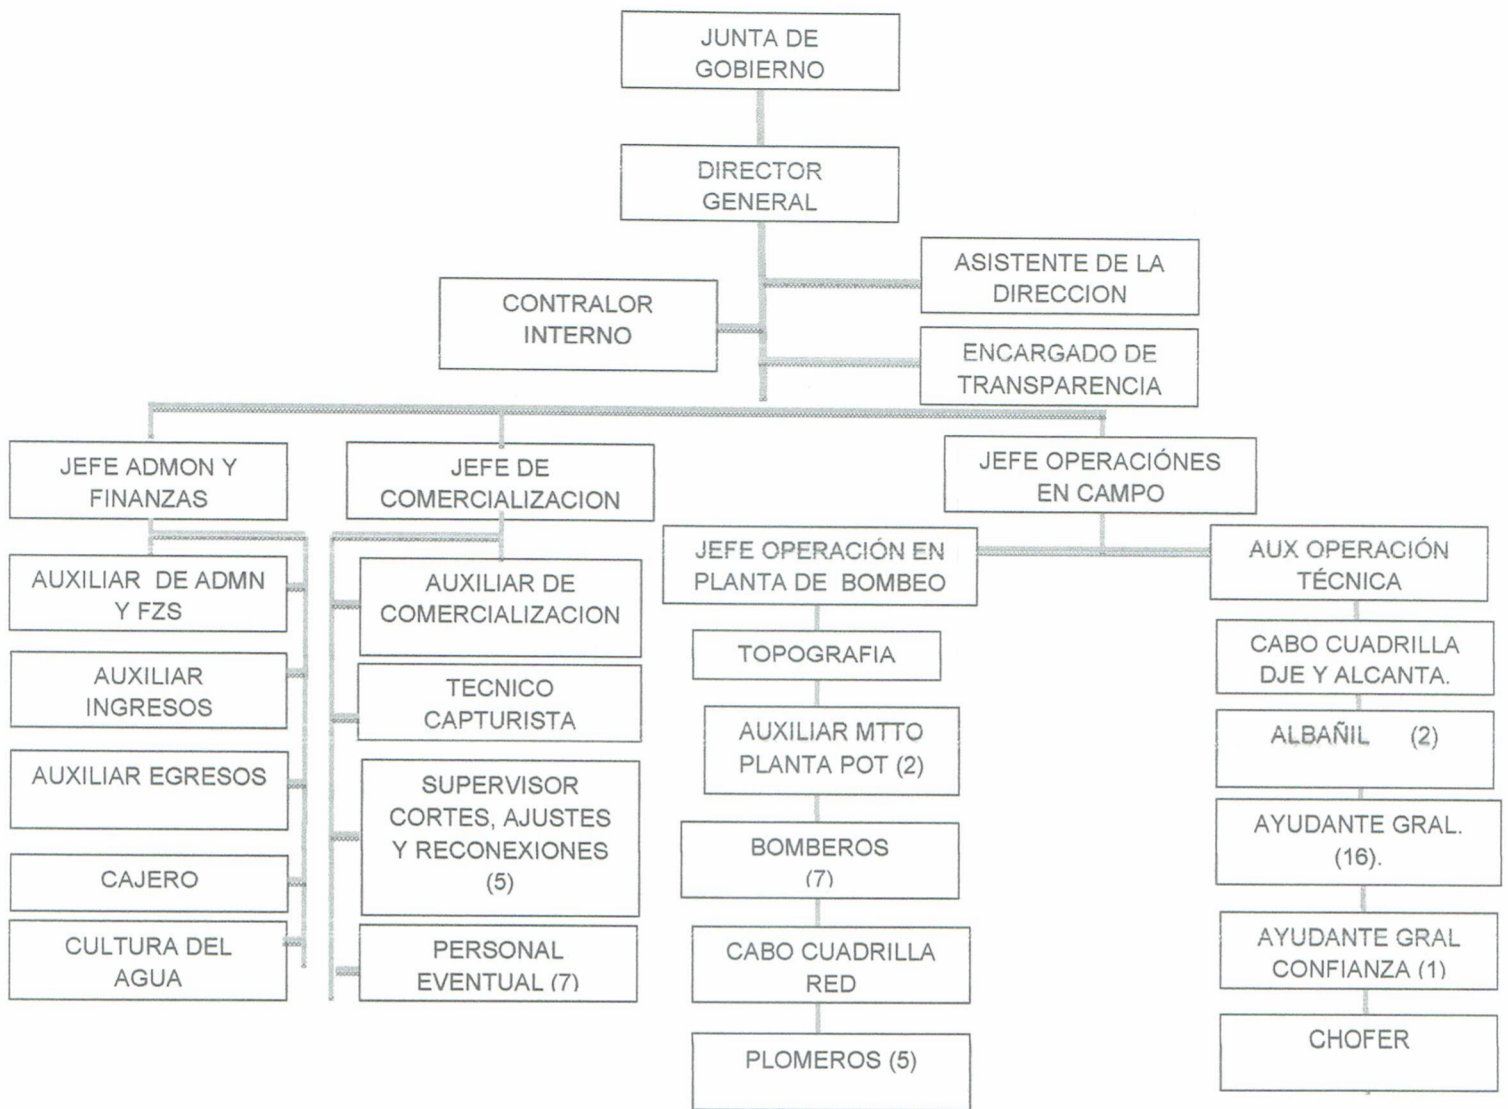 JUNTA DE
GOBIERNO
DIRECTOR
GENERAL
ASISTENTE DE LA
DIRECCION
CONTRALOR
INTERNO
ENCARGADO DE
TRANSPARENCIA
JEFE ADMON Y
FINANZAS
JEFE DE
COMERCIALIZACION
JEFE OPERACIÓNES
EN CAMPO
AUXILIAR DE ADMN
Y FZS
AUXILIAR
INGRESOS
AUXILIAR EGRESOS
CAJERO
CULTURA DEL
AGUA
AUXILIAR DE
COMERCIALIZACION
TECNICO
CAPTURISTA
SUPERVISOR
CORTES, AJUSTES
Y RECONEXIONES
(5)
PERSONAL
EVENTUAL (7)
JEFE OPERACIÓN EN
PLANTA DE BOMBEO
TOPOGRAFIA
AUXILIAR MTTO
PLANTA POT (2)
BOMBEROS
(7)
CABO CUADRILLA
RED
PLOMEROS (5)
AUX OPERACIÓN
TÉCNICA
CABO CUADRILLA
DJE Y ALCANTA.
ALBAÑIL (2)
AYUDANTE GRAL.
(16).
AYUDANTE GRAL
CONFIANZA (1)
CHOFER